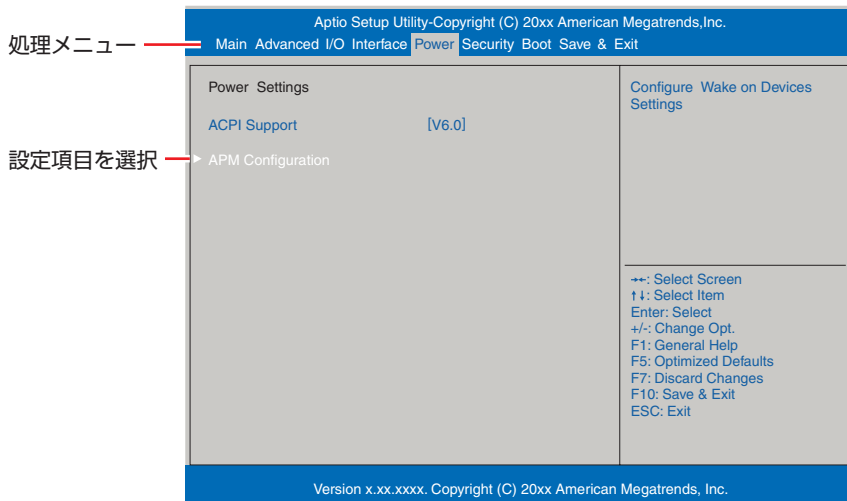 Aptio Setup Utility-Copyright (C) 20xx American Megatrends,Inc.
処理メニュー
Main Advanced I/O Interface Power Security Boot Save & Exit
Power Settings
ACPI Support [V6.0]
設定項目を選択
APM Configuration
Configure Wake on Devices
Settings
→←: Select Screen
↑↓: Select Item
Enter: Select
+/-: Change Opt.
F1: General Help
F5: Optimized Defaults
F7: Discard Changes
F10: Save & Exit
ESC: Exit
Version x.xx.xxxx. Copyright (C) 20xx American Megatrends, Inc.